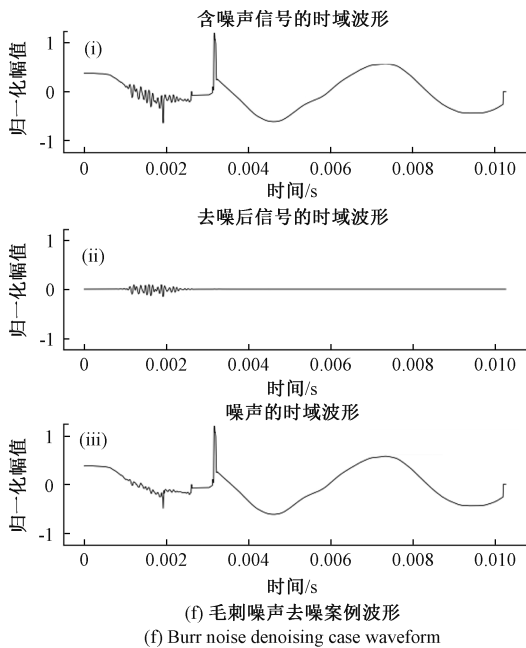 含噪声信号的时域波形
(i)
归一化幅值
1
0
-1
0 0.002 0.004 0.006 0.008 0.010
时间/s
去噪后信号的时域波形
(ii)
归一化幅值
1
0
-1
0 0.002 0.004 0.006 0.008 0.010
时间/s
噪声的时域波形
(iii)
归一化幅值
1
0
-1
0 0.002 0.004 0.006 0.008 0.010
时间/s
(f) 毛刺噪声去噪案例波形
(f) Burr noise denoising case waveform